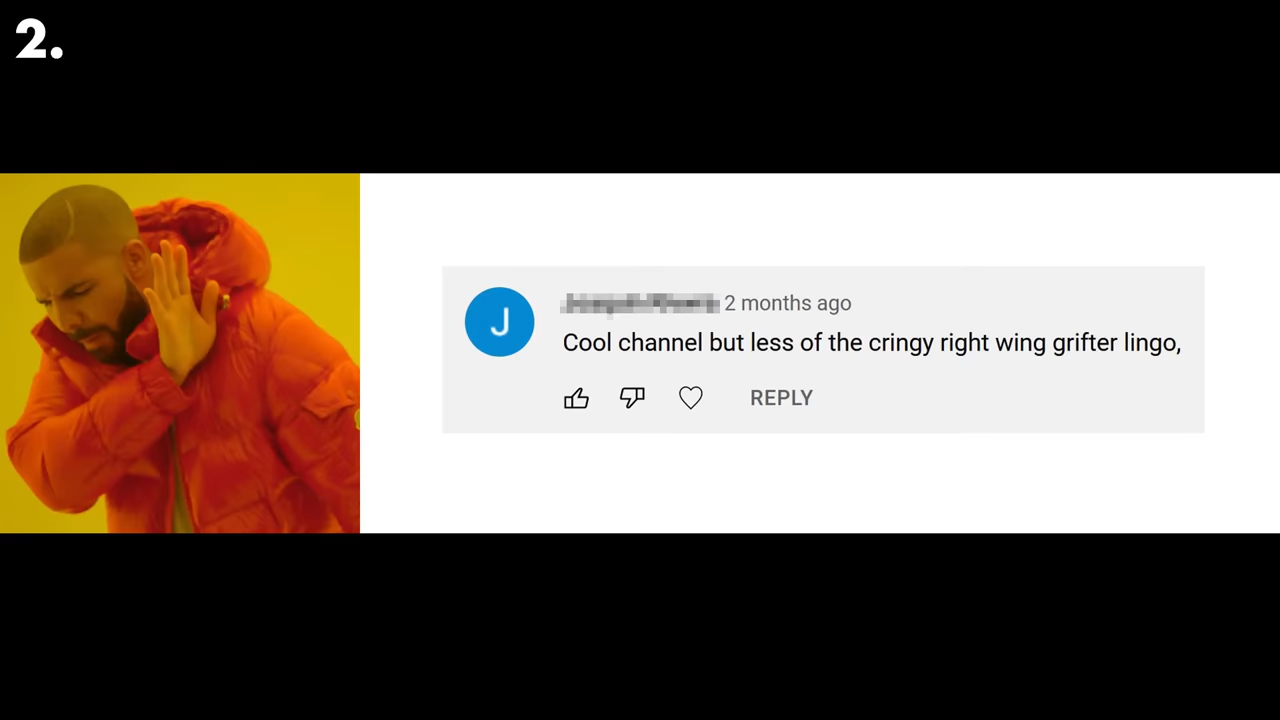 2.
J
2 months ago
Cool channel but less of the cringy right wing grifter lingo,
REPLY